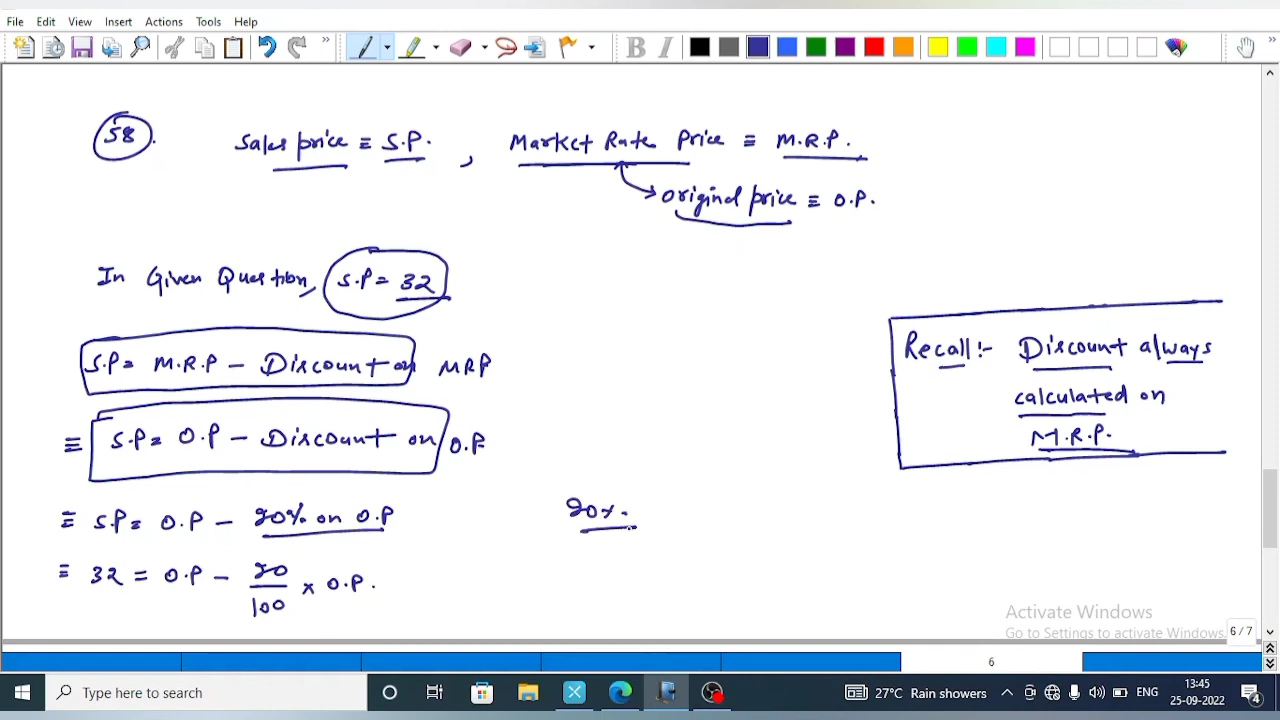 File Edit View Insert Actions Tools Help
58.
Sales price ≡ S.P. , Market Rate Price ≡ M.R.P.
original price ≡ O.P.
In Given Question, S.P = 32
S.P = M.R.P - Discount on MRP
≡ S.P = O.P - Discount on O.P
≡ S.P = O.P - 20% on O.P
20%.
≡ 32 = O.P - 20/100 × O.P.
Recall :- Discount always
calculated on
M.R.P.
Activate Windows
Go to Settings to activate Windows.
6 / 7
6
Type here to search
27°C Rain showers
ENG
13:45
25-09-2022
4